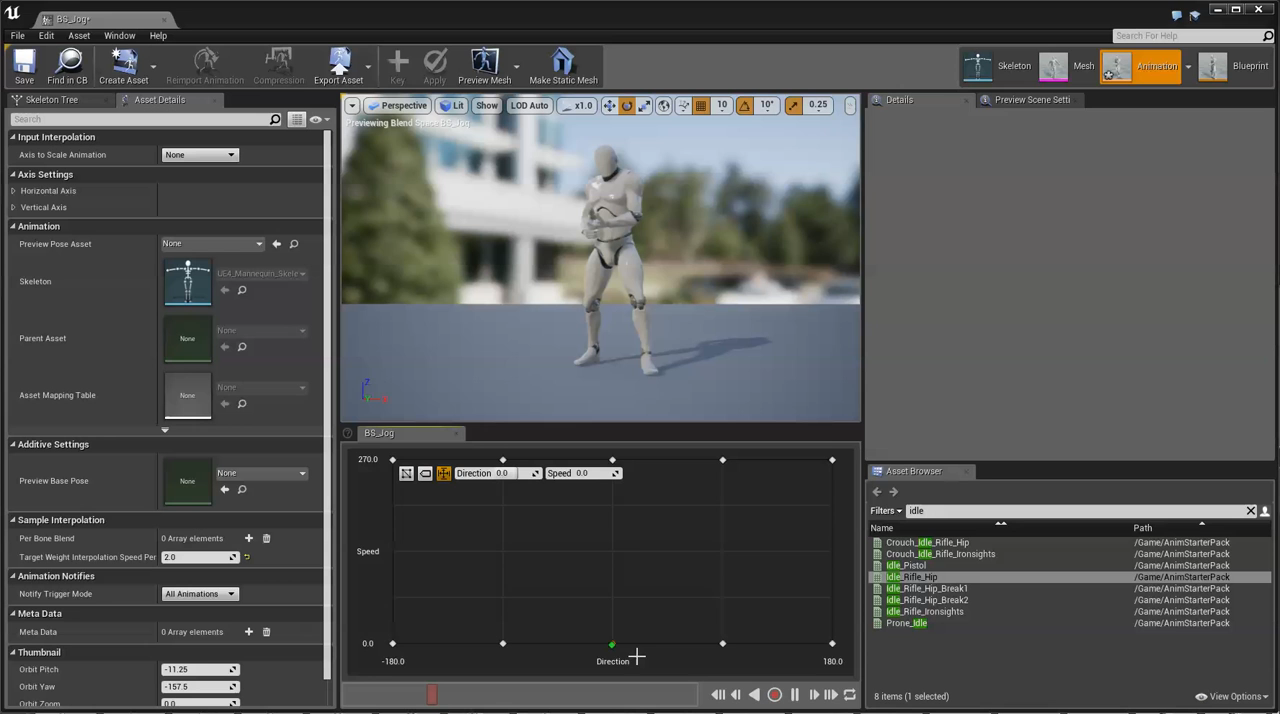 BS_Jog*
File Edit Asset Window Help
Search For Help
Save Find in CB Create Asset Reimport Animation Compression Export Asset Key Apply Preview Mesh Make Static Mesh
Skeleton Mesh Animation Blueprint
Skeleton Tree Asset Details
Search
Input Interpolation
Axis to Scale Animation None
Axis Settings
Horizontal Axis
Vertical Axis
Animation
Preview Pose Asset None
Skeleton UE4_Mannequin_Skele
Parent Asset None None
Asset Mapping Table None None
Additive Settings
Preview Base Pose None None
Sample Interpolation
Per Bone Blend 0 Array elements
Target Weight Interpolation Speed Per 2.0
Animation Notifies
Notify Trigger Mode All Animations
Meta Data
Meta Data 0 Array elements
Thumbnail
Orbit Pitch -11.25
Orbit Yaw -157.5
Orbit Zoom 0.0
Perspective Lit Show LOD Auto x1.0 10 10° 0.25
Previewing Blend Space BS_Jog
Z
Y
BS_Jog
270.0
Direction 0.0 Speed 0.0
Speed
0.0
-180.0 Direction 180.0
Details Preview Scene Setti
Asset Browser
Filters idle
Name Path
Crouch_Idle_Rifle_Hip /Game/AnimStarterPack
Crouch_Idle_Rifle_Ironsights /Game/AnimStarterPack
Idle_Pistol /Game/AnimStarterPack
Idle_Rifle_Hip /Game/AnimStarterPack
Idle_Rifle_Hip_Break1 /Game/AnimStarterPack
Idle_Rifle_Hip_Break2 /Game/AnimStarterPack
Idle_Rifle_Ironsights /Game/AnimStarterPack
Prone_Idle /Game/AnimStarterPack
8 items (1 selected) View Options